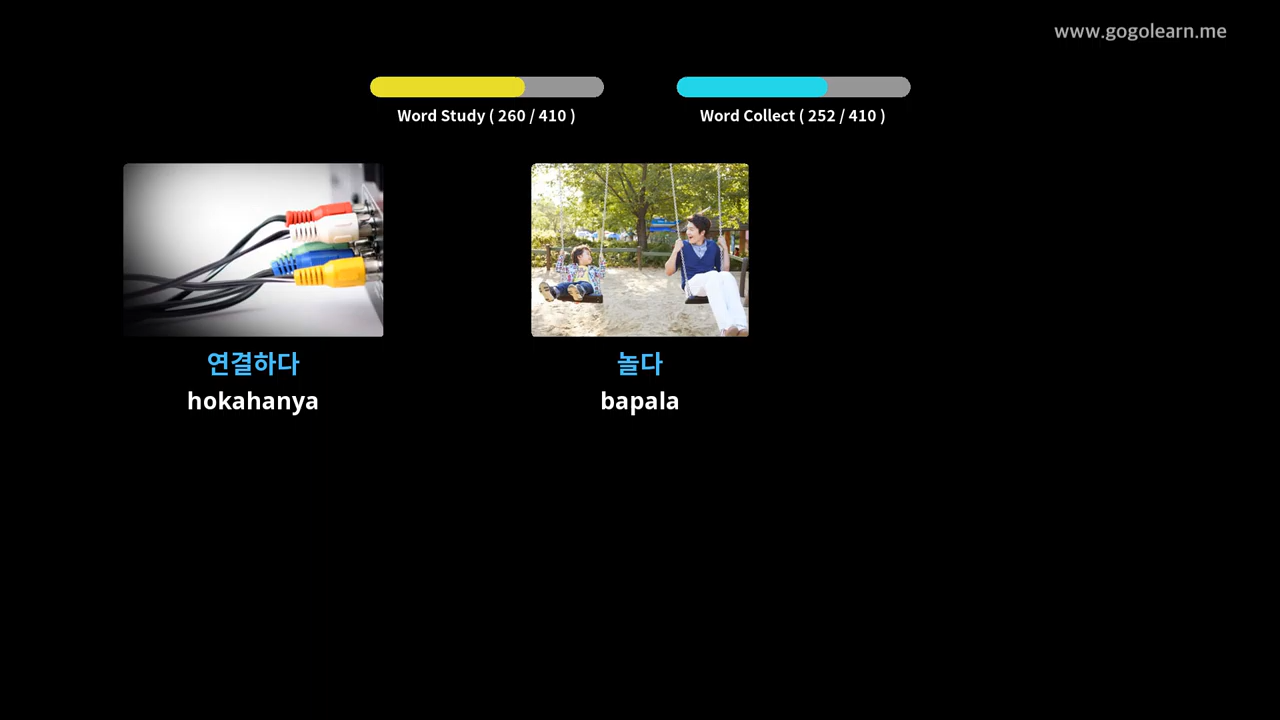 www.gogolearn.me
Word Study ( 260 / 410 )
Word Collect ( 252 / 410 )
연결하다
hokahanya
놀다
bapala